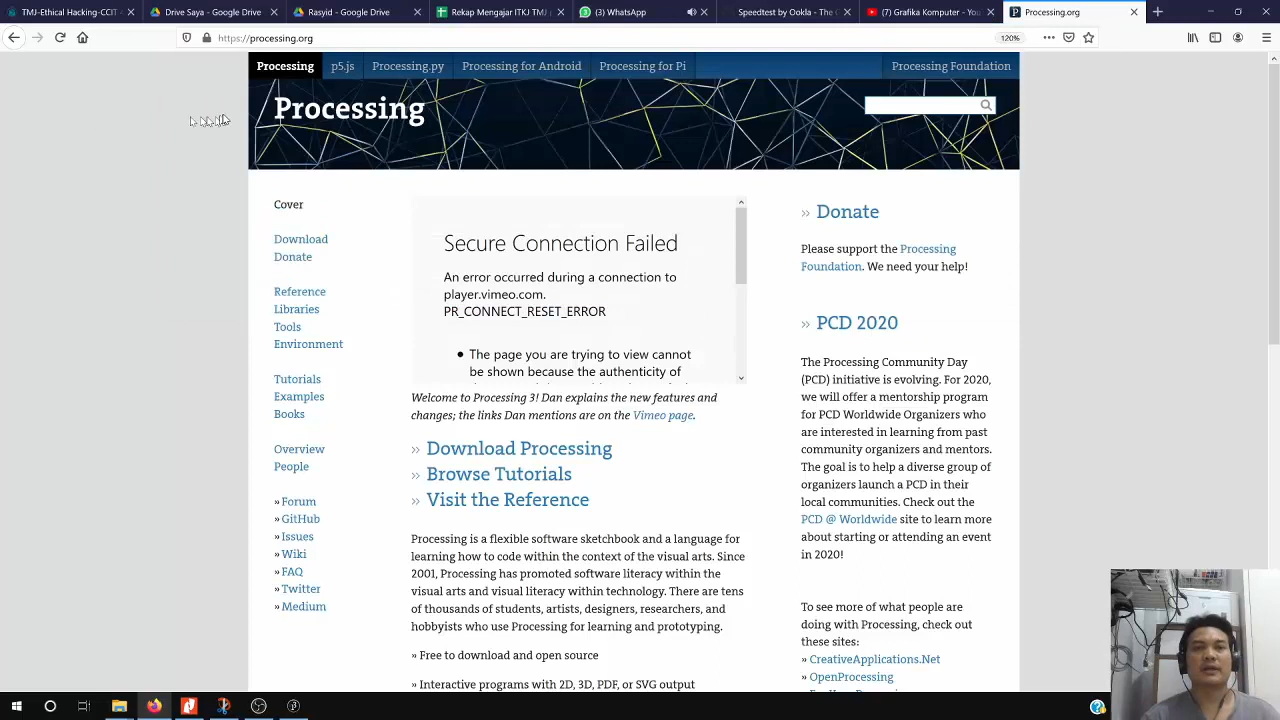 TMJ-Ethical Hacking-CCIT 4
Drive Saya - Google Drive
Rasyid - Google Drive
Rekap Mengajar ITKJ TMJ
(3) WhatsApp
Speedtest by Ookla - The
(7) Grafika Komputer - You
Processing.org
https://processing.org
120%
Processing
p5.js
Processing.py
Processing for Android
Processing for Pi
Processing Foundation
Processing
Cover
Download
Donate
Reference
Libraries
Tools
Environment
Tutorials
Examples
Books
Overview
People
» Forum
» GitHub
» Issues
» Wiki
» FAQ
» Twitter
» Medium
Secure Connection Failed
An error occurred during a connection to
player.vimeo.com.
PR_CONNECT_RESET_ERROR
• The page you are trying to view cannot
be shown because the authenticity of
Welcome to Processing 3! Dan explains the new features and
changes; the links Dan mentions are on the Vimeo page.
» Download Processing
» Browse Tutorials
» Visit the Reference
Processing is a flexible software sketchbook and a language for
learning how to code within the context of the visual arts. Since
2001, Processing has promoted software literacy within the
visual arts and visual literacy within technology. There are tens
of thousands of students, artists, designers, researchers, and
hobbyists who use Processing for learning and prototyping.
» Free to download and open source
» Interactive programs with 2D, 3D, PDF, or SVG output
» Donate
Please support the Processing
Foundation. We need your help!
» PCD 2020
The Processing Community Day
(PCD) initiative is evolving. For 2020,
we will offer a mentorship program
for PCD Worldwide Organizers who
are interested in learning from past
community organizers and mentors.
The goal is to help a diverse group of
organizers launch a PCD in their
local communities. Check out the
PCD @ Worldwide site to learn more
about starting or attending an event
in 2020!
To see more of what people are
doing with Processing, check out
these sites:
» CreativeApplications.Net
» OpenProcessing